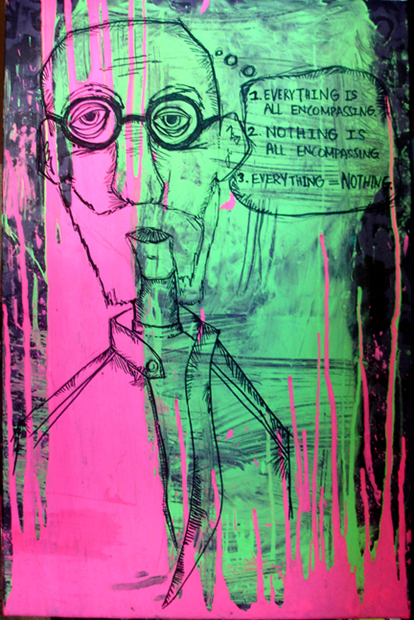 1. EVERYTHING IS
ALL ENCOMPASSING.
2. NOTHING IS
ALL ENCOMPASSING
3. EVERYTHING = NOTHING